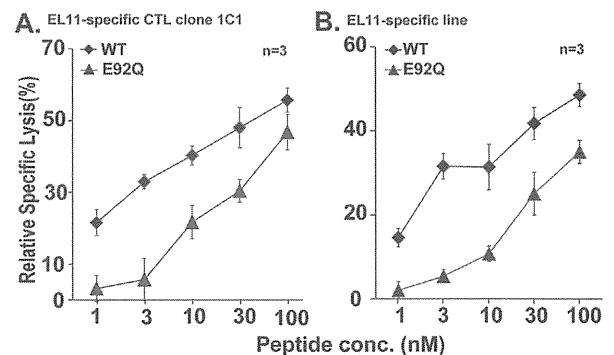 A. EL11-specific CTL clone 1C1
WT
E92Q
n=3
Relative Specific Lysis(%)
70
50
30
10
0
1 3 10 30 100
B. EL11-specific line
WT
E92Q
n=3
60
40
20
0
1 3 10 30 100
Peptide conc. (nM)